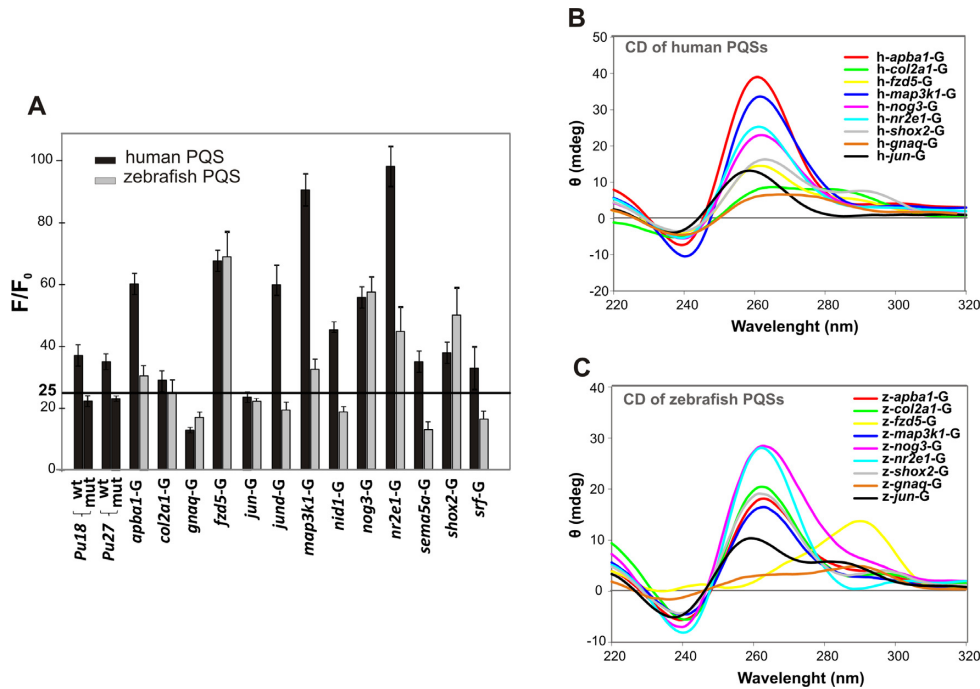 A
F/F0
100
80
60
40
25
20
0
human PQS
zebrafish PQS
wt
mut
Pu18
wt
mut
Pu27
apba1-G
col2a1-G
gnaq-G
fzd5-G
jun-G
jund-G
map3k1-G
nid1-G
nog3-G
nr2e1-G
sema5a-G
shox2-G
srf-G
B
CD of human PQSs
θ (mdeg)
50
40
30
20
10
0
-10
-20
h-apba1-G
h-col2a1-G
h-fzd5-G
h-map3k1-G
h-nog3-G
h-nr2e1-G
h-shox2-G
h-gnaq-G
h-jun-G
220 240 260 280 300 320
Wavelenght (nm)
C
CD of zebrafish PQSs
θ (mdeg)
40
30
20
10
0
-10
z-apba1-G
z-col2a1-G
z-fzd5-G
z-map3k1-G
z-nog3-G
z-nr2e1-G
z-shox2-G
z-gnaq-G
z-jun-G
220 240 260 280 300 320
Wavelenght (nm)